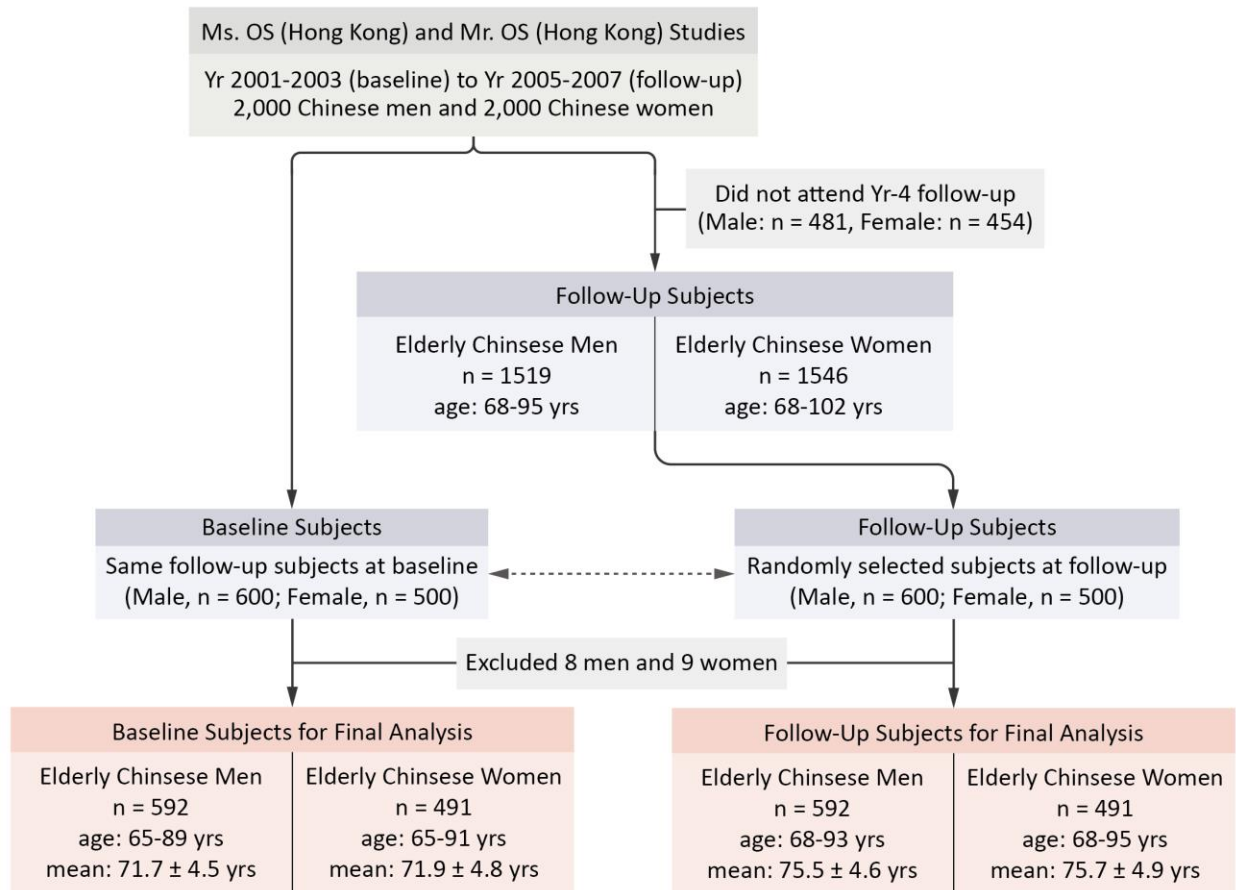 Ms. OS (Hong Kong) and Mr. OS (Hong Kong) Studies
Yr 2001-2003 (baseline) to Yr 2005-2007 (follow-up)
2,000 Chinese men and 2,000 Chinese women
Did not attend Yr-4 follow-up
(Male: n = 481, Female: n = 454)
Follow-Up Subjects
Elderly Chinsese Men
n = 1519
age: 68-95 yrs
Elderly Chinsese Women
n = 1546
age: 68-102 yrs
Baseline Subjects
Same follow-up subjects at baseline
(Male, n = 600; Female, n = 500)
Follow-Up Subjects
Randomly selected subjects at follow-up
(Male, n = 600; Female, n = 500)
Excluded 8 men and 9 women
Baseline Subjects for Final Analysis
Elderly Chinsese Men
n = 592
age: 65-89 yrs
mean: 71.7 ± 4.5 yrs
Elderly Chinsese Women
n = 491
age: 65-91 yrs
mean: 71.9 ± 4.8 yrs
Follow-Up Subjects for Final Analysis
Elderly Chinsese Men
n = 592
age: 68-93 yrs
mean: 75.5 ± 4.6 yrs
Elderly Chinsese Women
n = 491
age: 68-95 yrs
mean: 75.7 ± 4.9 yrs